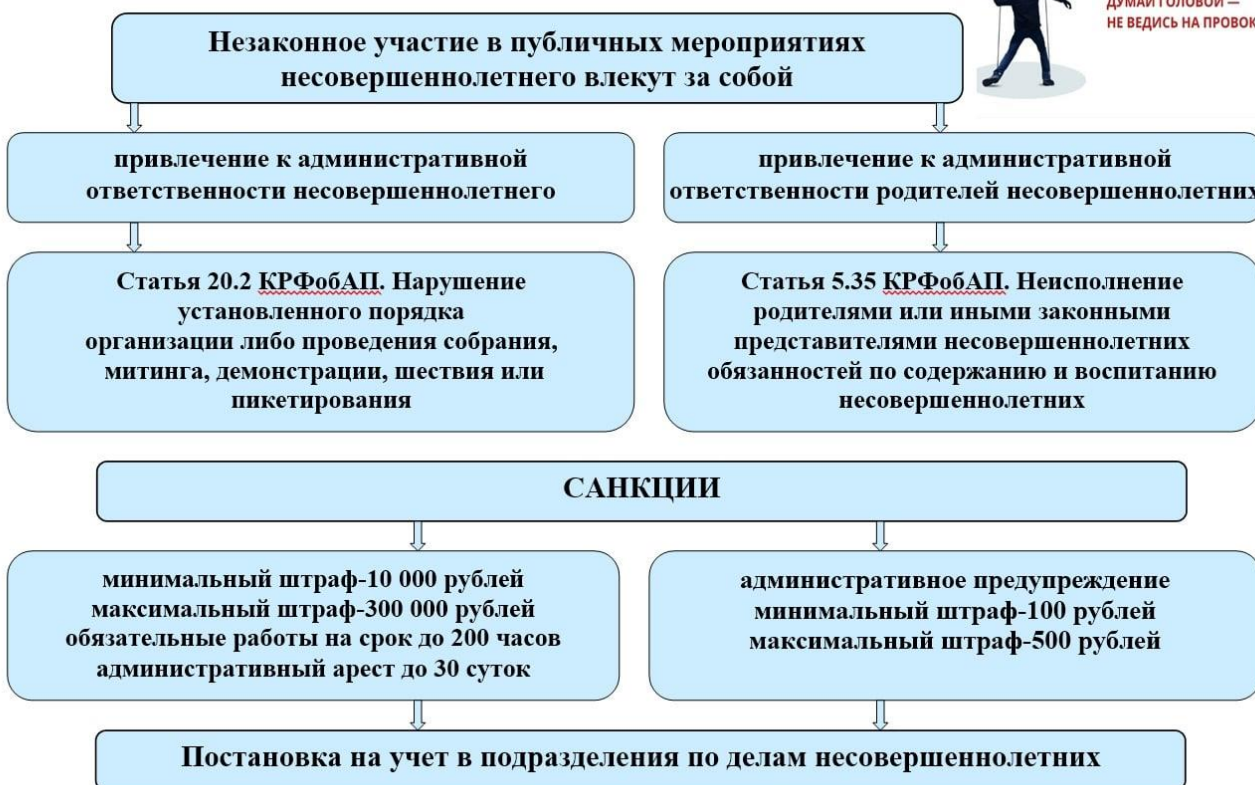 ДУМАЙ ГОЛОВОЙ —
НЕ ВЕДИСЬ НА ПРОВОК
Незаконное участие в публичных мероприятиях
несовершеннолетнего влекут за собой
привлечение к административной
ответственности несовершеннолетнего
привлечение к административной
ответственности родителей несовершеннолетних
Статья 20.2 КРФобАП. Нарушение
установленного порядка
организации либо проведения собрания,
митинга, демонстрации, шествия или
пикетирования
Статья 5.35 КРФобАП. Неисполнение
родителями или иными законными
представителями несовершеннолетних
обязанностей по содержанию и воспитанию
несовершеннолетних
САНКЦИИ
минимальный штраф-10 000 рублей
максимальный штраф-300 000 рублей
обязательные работы на срок до 200 часов
административный арест до 30 суток
административное предупреждение
минимальный штраф-100 рублей
максимальный штраф-500 рублей
Постановка на учет в подразделения по делам несовершеннолетних